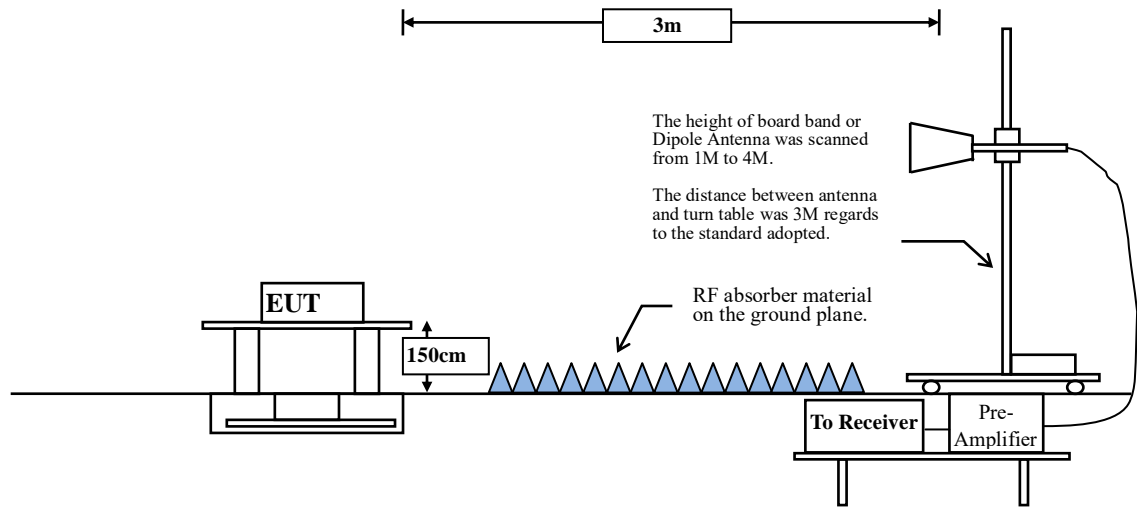 3m
The height of board band or
Dipole Antenna was scanned
from 1M to 4M.
The distance between antenna
and turn table was 3M regards
to the standard adopted.
EUT
RF absorber material
on the ground plane.
150cm
To Receiver
Pre-
Amplifier